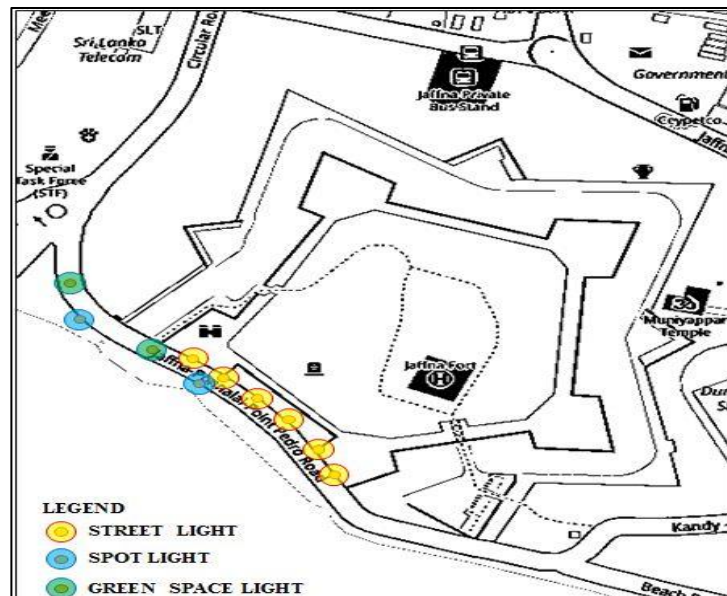 SLT
Sri Lanka
Telecom
Circular Ro
Jaffna Private
Bus Stand
Government
Ceypetco
Jaffn
Special
Task Force
(STF)
Muniyappar
Temple
Jaffna Fort
Point Pedro Road
Kandy
Beach
LEGEND
STREET LIGHT
SPOT LIGHT
GREEN SPACE LIGHT